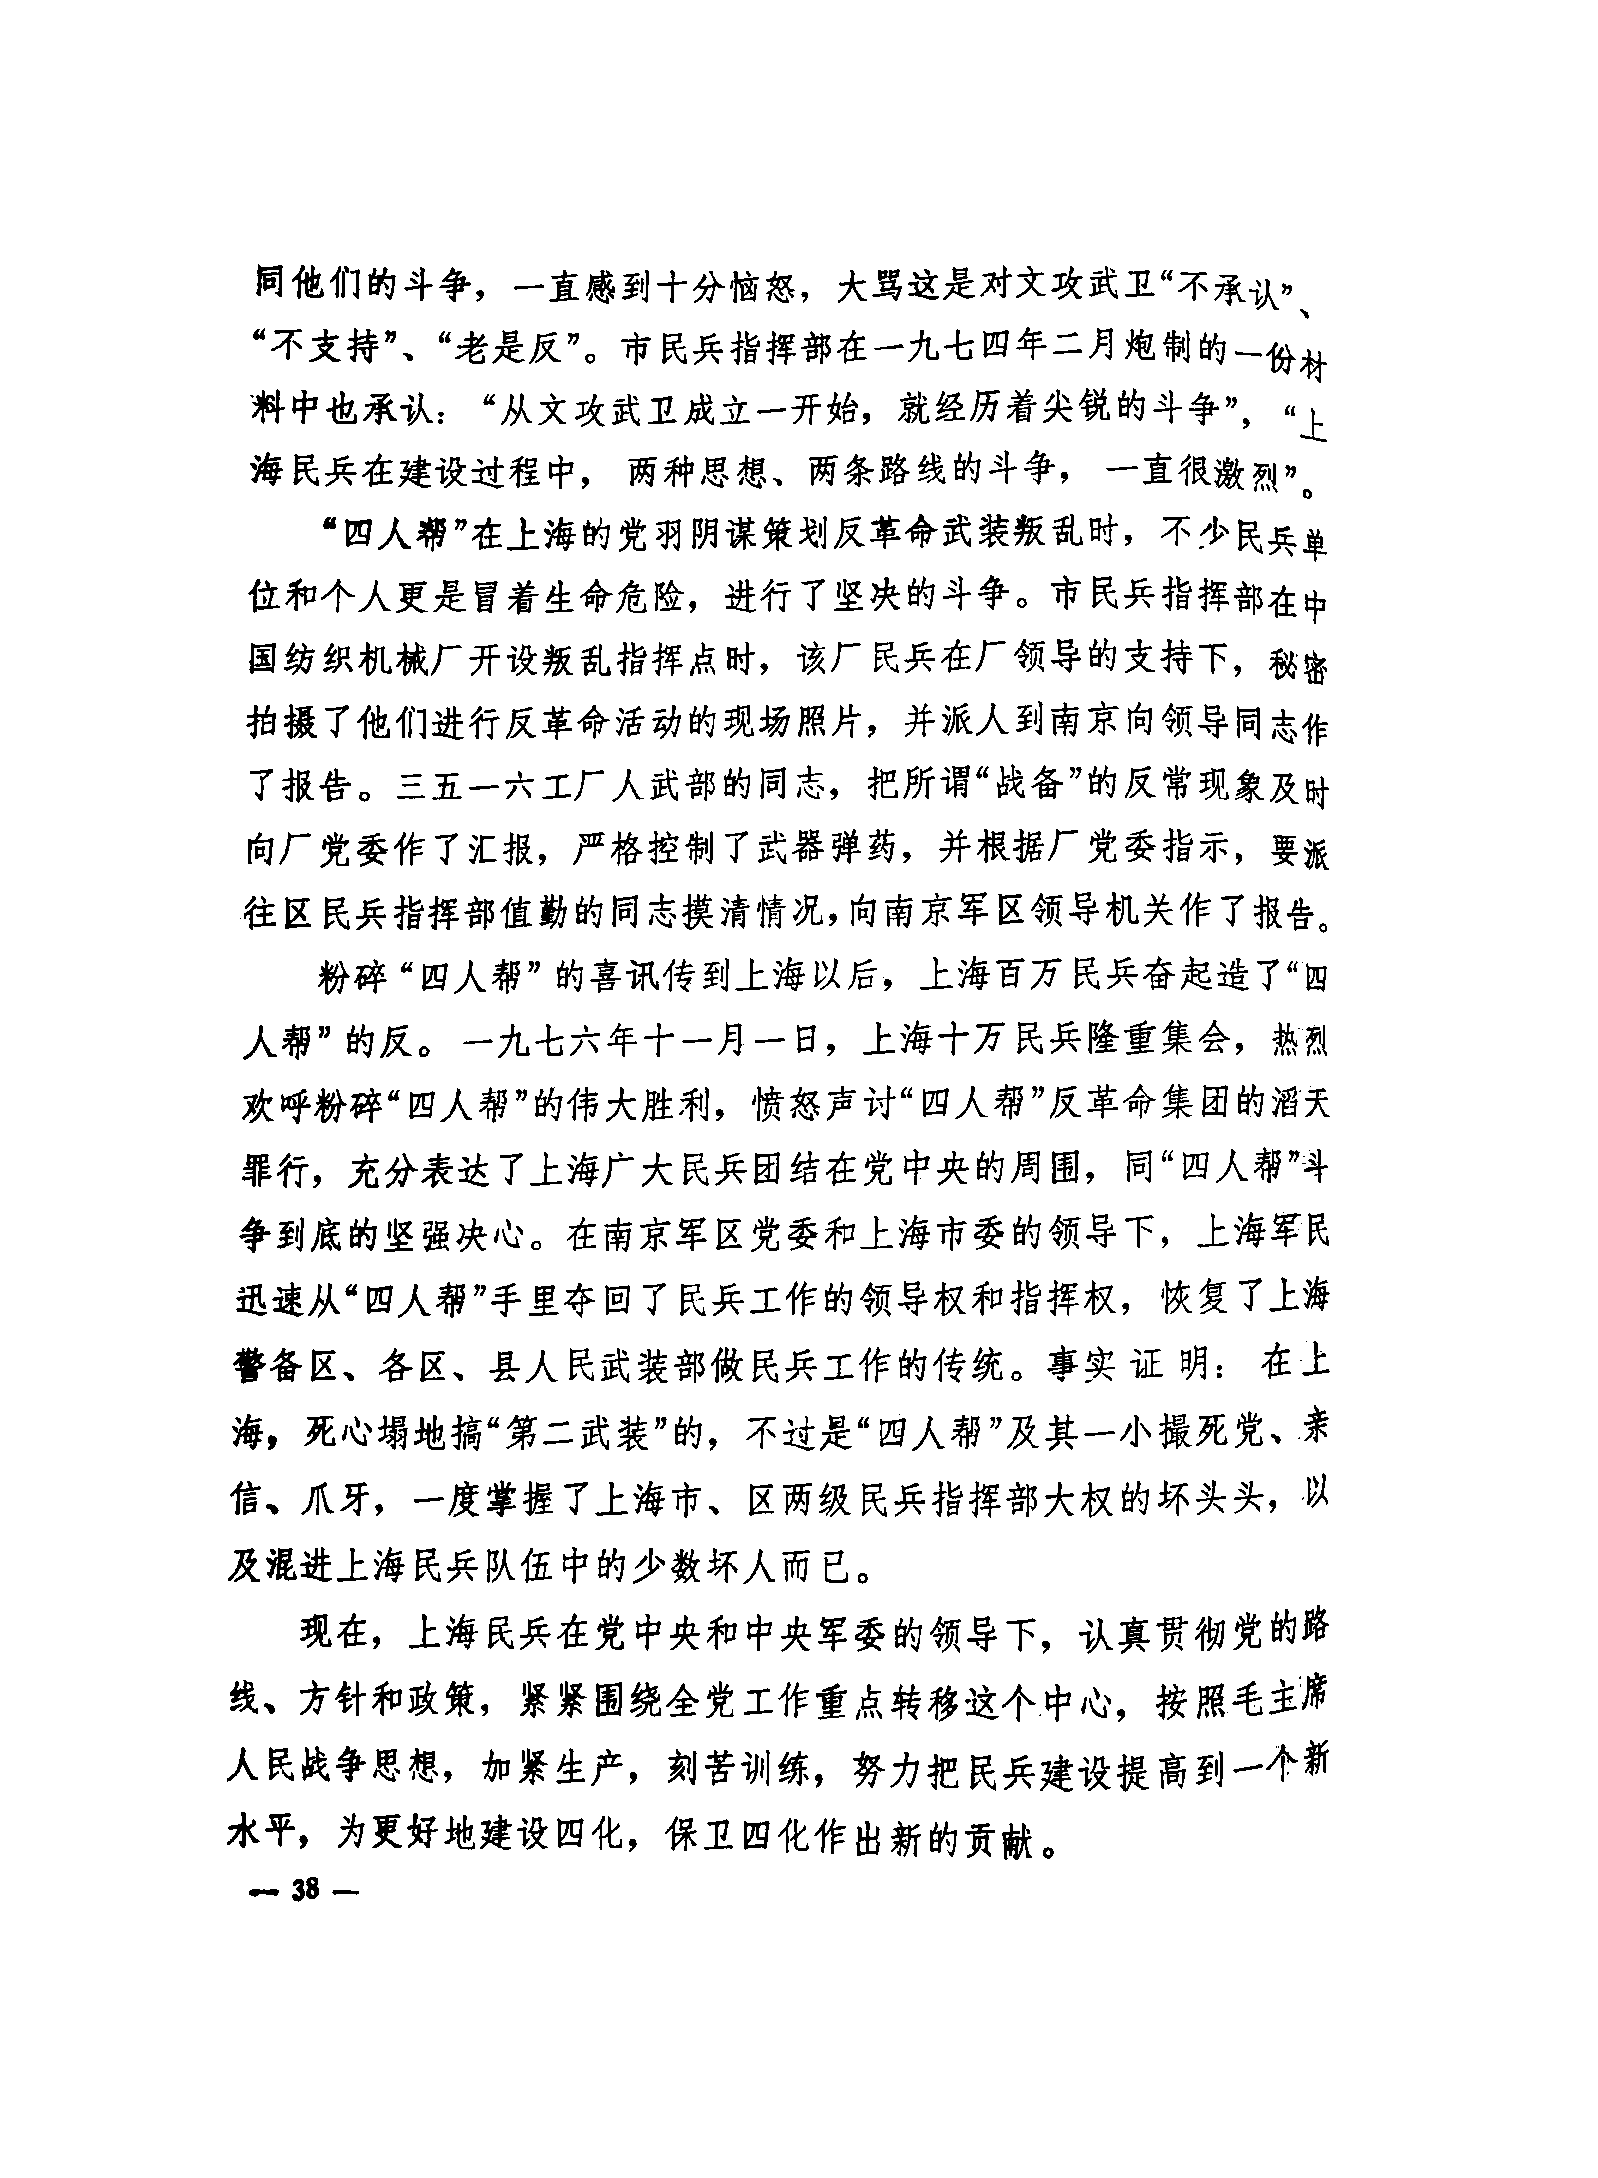 同他们的斗争，一直感到十分恼怒，大骂这是对文攻武卫“不承认”、
“不支持”、“老是反”。市民兵指挥部在一九七四年二月炮制的一份材
料中也承认：“从文攻武卫成立一开始，就经历着尖锐的斗争”，“上
海民兵在建设过程中，两种思想、两条路线的斗争，一直很激烈”。
“四人帮”在上海的党羽阴谋策划反革命武装叛乱时，不少民兵单
位和个人更是冒着生命危险，进行了坚决的斗争。市民兵指挥部在中
国纺织机械厂开设叛乱指挥点时，该厂民兵在厂领导的支持下，秘密
拍摄了他们进行反革命活动的现场照片，并派人到南京向领导同志作
了报告。三五一六工厂人武部的同志，把所谓“战备”的反常现象及时
向厂党委作了汇报，严格控制了武器弹药，并根据厂党委指示，要派
往区民兵指挥部值勤的同志摸清情况，向南京军区领导机关作了报告。
粉碎“四人帮”的喜讯传到上海以后，上海百万民兵奋起造了“四
人帮”的反。一九七六年十一月一日，上海十万民兵隆重集会，热烈
欢呼粉碎“四人帮”的伟大胜利，愤怒声讨“四人帮”反革命集团的滔天
罪行，充分表达了上海广大民兵团结在党中央的周围，同“四人帮”斗
争到底的坚强决心。在南京军区党委和上海市委的领导下，上海军民
迅速从“四人帮”手里夺回了民兵工作的领导权和指挥权，恢复了上海
警备区、各区、县人民武装部做民兵工作的传统。事实证明：在上
海，死心塌地搞“第二武装”的，不过是“四人帮”及其一小撮死党、亲
信、爪牙，一度掌握了上海市、区两级民兵指挥部大权的坏头头，以
及混进上海民兵队伍中的少数坏人而已。
现在，上海民兵在党中央和中央军委的领导下，认真贯彻党的路
线、方针和政策，紧紧围绕全党工作重点转移这个中心，按照毛主席
人民战争思想，加紧生产，刻苦训练，努力把民兵建设提高到一个新
水平，为更好地建设四化，保卫四化作出新的贡献。
— 38 —